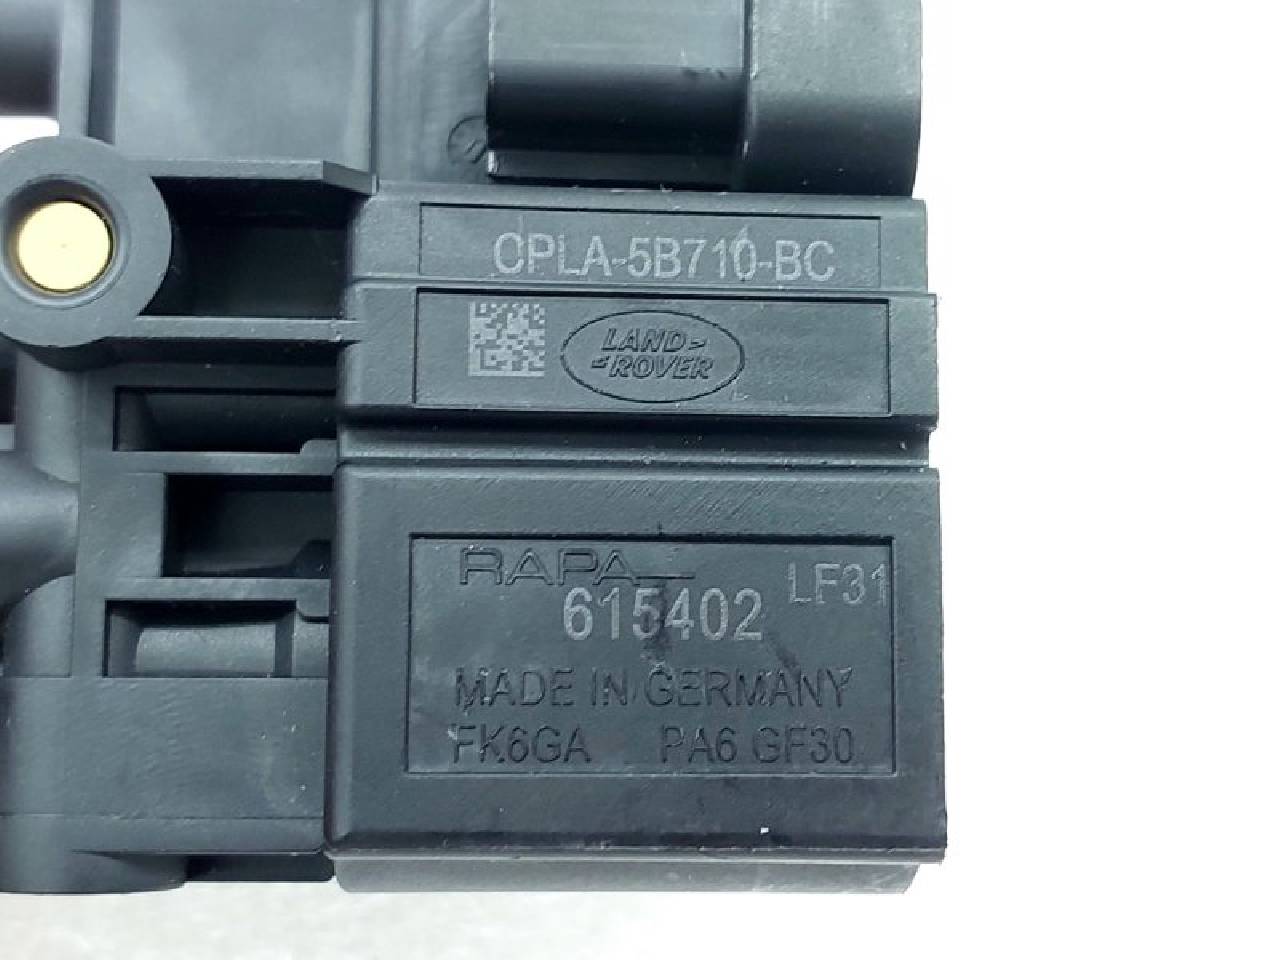 CPLA-5B710-BC
LAND
ROVER
RAPA
615402 LF31
MADE IN GERMANY
FK6GA PA6 GF30